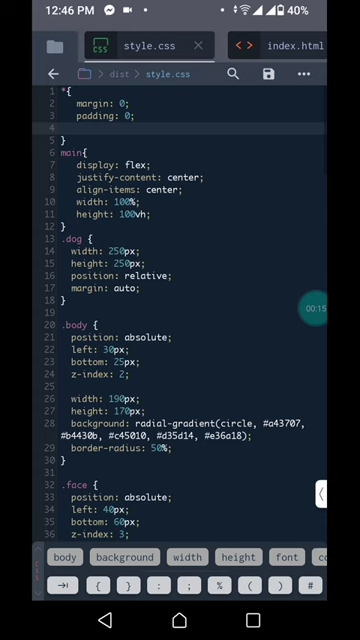 12:46 PM 40%
CSS style.css × <> index.html
dist style.css
1 *{
2 margin: 0;
3 padding: 0;
4
5 }
6 main{
7 display: flex;
8 justify-content: center;
9 align-items: center;
10 width: 100%;
11 height: 100vh;
12 }
13 .dog {
14 width: 250px;
15 height: 250px;
16 position: relative;
17 margin: auto;
18 }
19
20 .body {
21 position: absolute;
22 left: 30px;
23 bottom: 25px;
24 z-index: 2;
25
26 width: 190px;
27 height: 170px;
28 background: radial-gradient(circle, #a43707,
#b4430b, #c45010, #d35d14, #e36a18);
29 border-radius: 50%;
30 }
31
32 .face {
33 position: absolute;
34 left: 40px;
35 bottom: 60px;
36 z-index: 3;
00:15
CSS
body background width height font co
{ } : ; % ( ) #